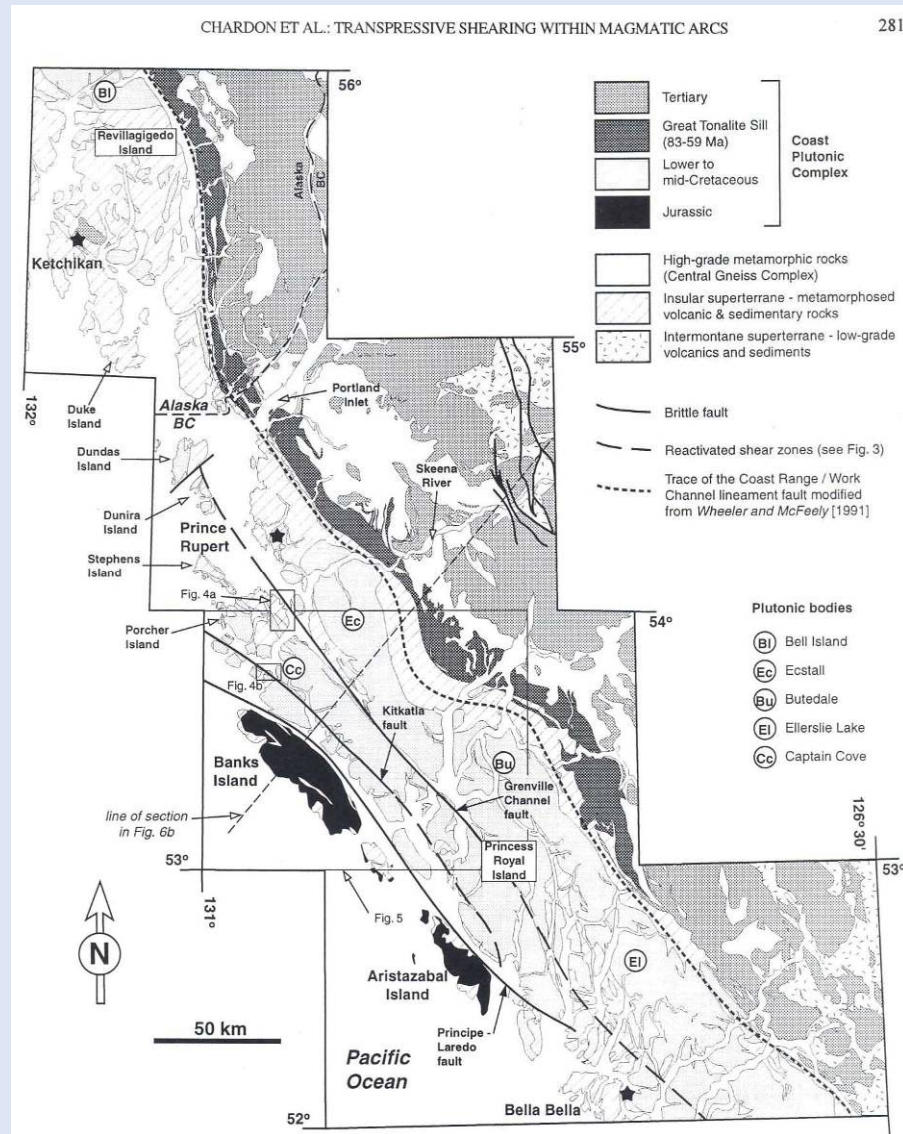 CHARDON ET AL.: TRANSPRESSIVE SHEARING WITHIN MAGMATIC ARCS 281
56°
Bl
Revillagigedo
Island
Alaska
BC
Ketchikan
132°
55°
Duke
Island
Alaska
BC
Portland
Inlet
Dundas
Island
Skeena
River
Dunira
Island
Prince
Rupert
Stephens
Island
Fig. 4a
Ec
54°
Porcher
Island
Cc
Fig. 4b
Kitkatla
fault
Banks
Island
Bu
Grenville
Channel
fault
line of section
in Fig. 6b
Princess
Royal
Island
126° 30'
53°
53°
131°
Fig. 5
N
El
Aristazabal
Island
50 km
Principe -
Laredo
fault
Pacific
Ocean
Bella Bella
52°
Tertiary
Great Tonalite Sill
(83-59 Ma)
Lower to
mid-Cretaceous
Jurassic
Coast
Plutonic
Complex
High-grade metamorphic rocks
(Central Gneiss Complex)
Insular superterrane - metamorphosed
volcanic & sedimentary rocks
Intermontane superterrane - low-grade
volcanics and sediments
Brittle fault
Reactivated shear zones (see Fig. 3)
Trace of the Coast Range / Work
Channel lineament fault modified
from Wheeler and McFeely [1991]
Plutonic bodies
Bl Bell Island
Ec Ecstall
Bu Butedale
El Ellerslie Lake
Cc Captain Cove